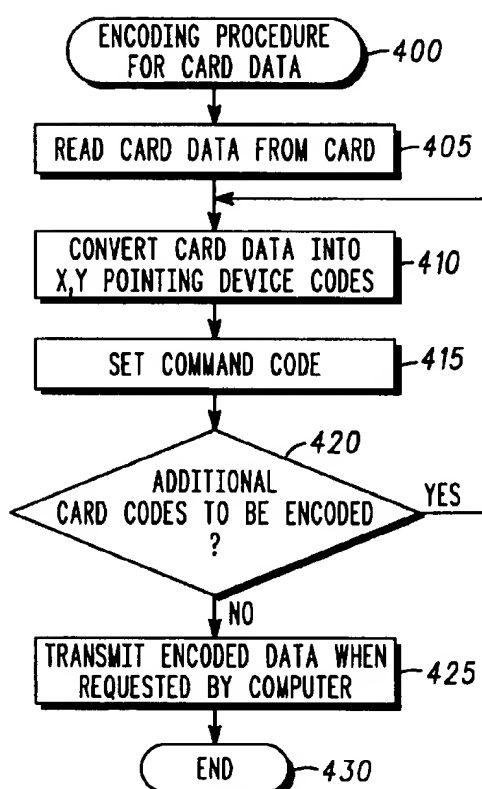 ENCODING PROCEDURE
FOR CARD DATA
400
READ CARD DATA FROM CARD
405
CONVERT CARD DATA INTO
X,Y POINTING DEVICE CODES
410
SET COMMAND CODE
415
420
ADDITIONAL
CARD CODES TO BE ENCODED
?
YES
NO
TRANSMIT ENCODED DATA WHEN
REQUESTED BY COMPUTER
425
END
430